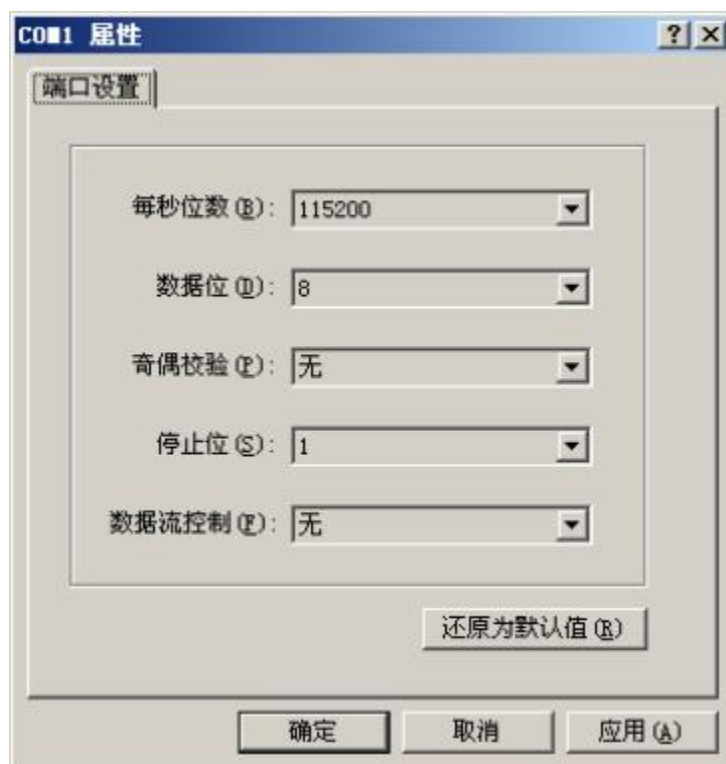 COM1 属性
端口设置
每秒位数(B): 115200
数据位(D): 8
奇偶校验(P): 无
停止位(S): 1
数据流控制(F): 无
还原为默认值(R)
确定 取消 应用(A)